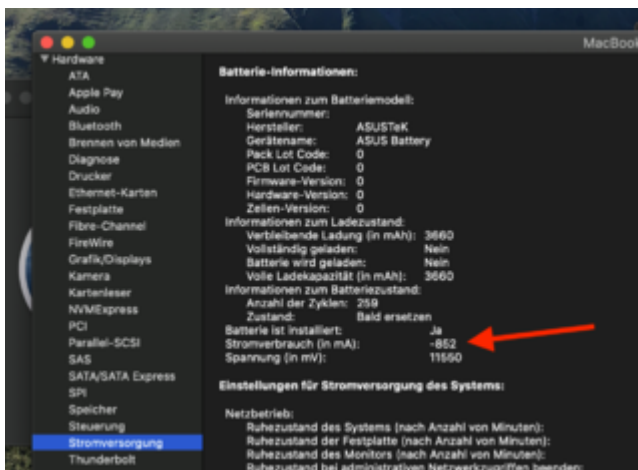 MacBook
Hardware
ATA
Apple Pay
Audio
Bluetooth
Brennen von Medien
Diagnose
Drucker
Ethernet-Karten
Festplatte
Fibre-Channel
FireWire
Grafik/Displays
Kamera
Kartenleser
NVMExpress
PCI
Parallel-SCSI
SAS
SATA/SATA Express
SPI
Speicher
Steuerung
Stromversorgung
Thunderbolt
Batterie-Informationen:
Informationen zum Batteriemodell:
Seriennummer:
Hersteller: ASUSTeK
Gerätename: ASUS Battery
Pack Lot Code: 0
PCB Lot Code: 0
Firmware-Version: 0
Hardware-Version: 0
Zellen-Version: 0
Informationen zum Ladezustand:
Verbleibende Ladung (in mAh): 3660
Vollständig geladen: Nein
Batterie wird geladen: Nein
Volle Ladekapazität (in mAh): 3660
Informationen zum Batteriezustand:
Anzahl der Zyklen: 259
Zustand: Bald ersetzen
Batterie ist installiert: Ja
Stromverbrauch (in mA): -852
Spannung (in mV): 11550
Einstellungen für Stromversorgung des Systems:
Netzbetrieb:
Ruhezustand des Systems (nach Anzahl von Minuten):
Ruhezustand der Festplatte (nach Anzahl von Minuten):
Ruhezustand des Monitors (nach Anzahl von Minuten):
Ruhezustand bei administrativen Netzwerkzugriffen beenden: